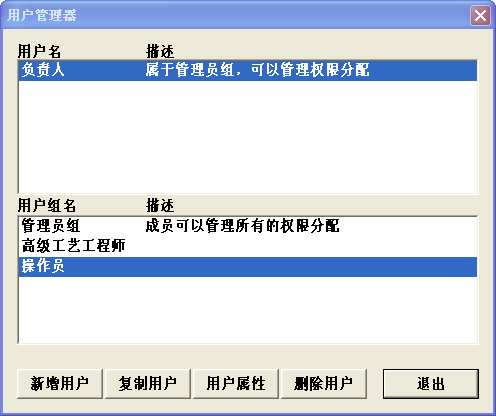 用户管理器
用户名 描述
负责人 属于管理员组，可以管理权限分配
用户组名 描述
管理员组 成员可以管理所有的权限分配
高级工艺工程师
操作员
新增用户 复制用户 用户属性 删除用户 退出